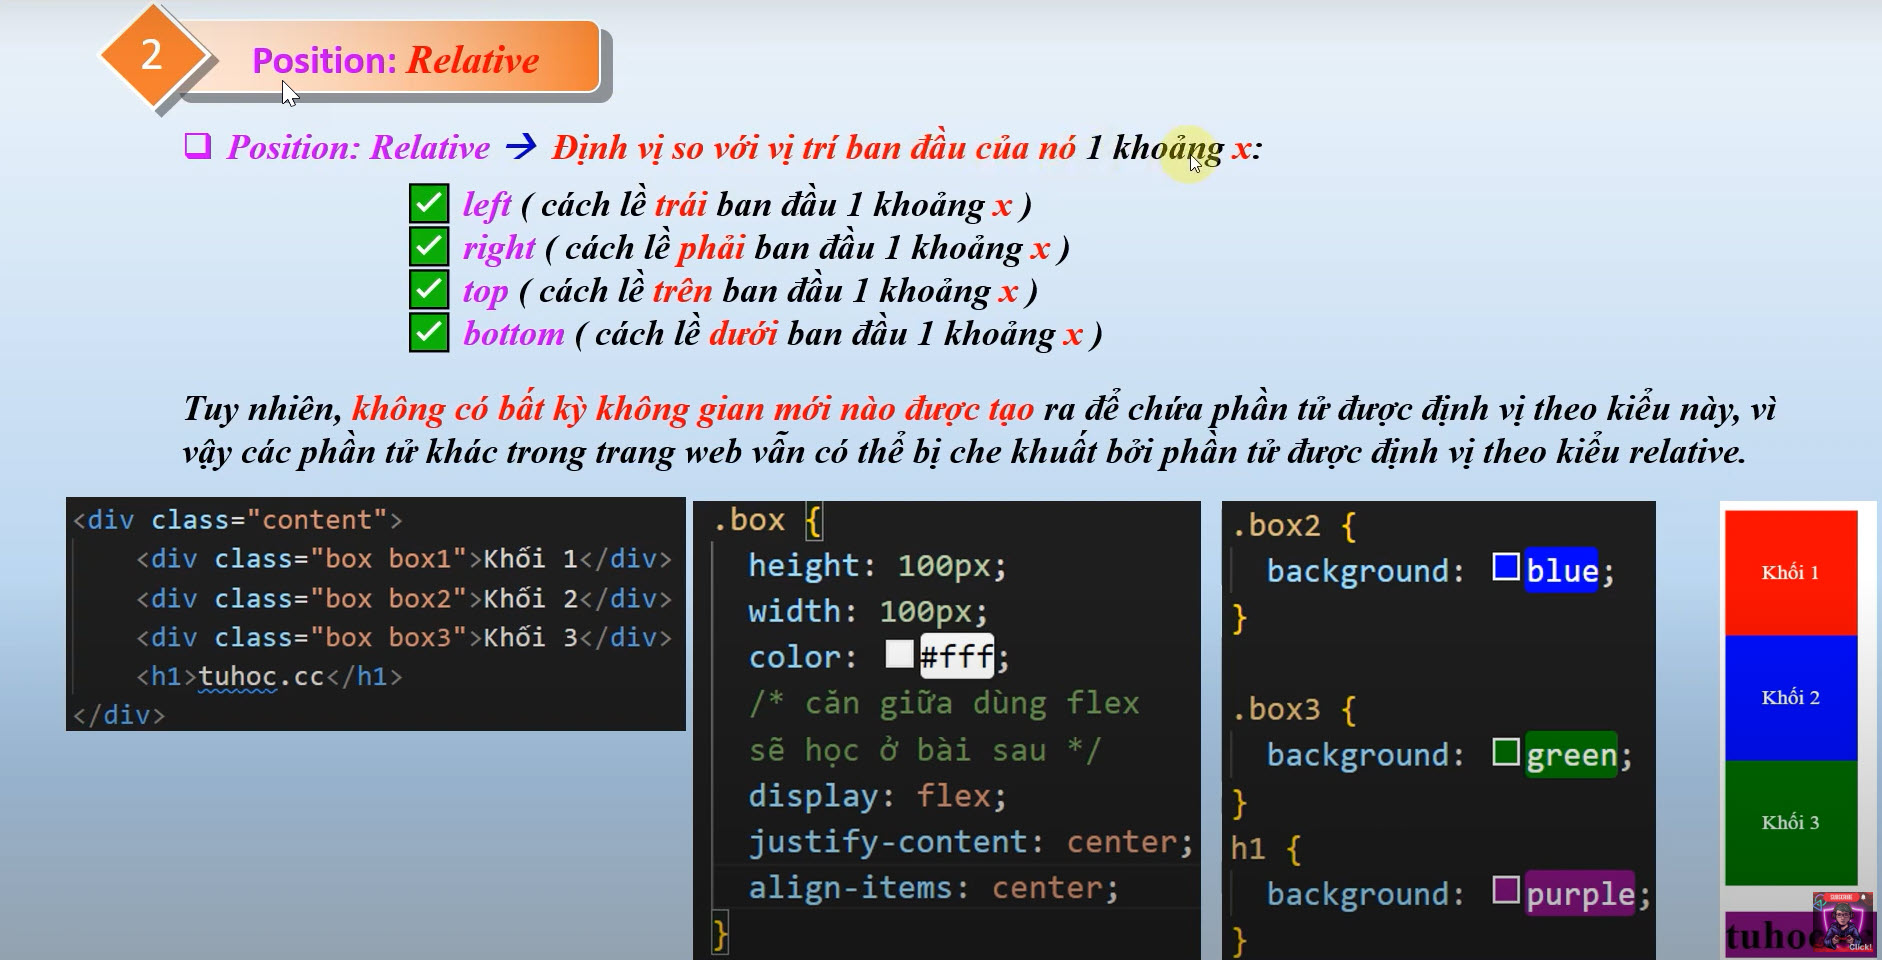 2
Position: Relative
Position: Relative → Định vị so với vị trí ban đầu của nó 1 khoảng x:
left ( cách lề trái ban đầu 1 khoảng x )
right ( cách lề phải ban đầu 1 khoảng x )
top ( cách lề trên ban đầu 1 khoảng x )
bottom ( cách lề dưới ban đầu 1 khoảng x )
Tuy nhiên, không có bất kỳ không gian mới nào được tạo ra để chứa phần tử được định vị theo kiểu này, vì
vậy các phần tử khác trong trang web vẫn có thể bị che khuất bởi phần tử được định vị theo kiểu relative.
<div class="content">
<div class="box box1">Khối 1</div>
<div class="box box2">Khối 2</div>
<div class="box box3">Khối 3</div>
<h1>tuhoc.cc</h1>
</div>
.box {
height: 100px;
width: 100px;
color: #fff;
/* căn giữa dùng flex
sẽ học ở bài sau */
display: flex;
justify-content: center;
align-items: center;
}
.box2 {
background: blue;
}
.box3 {
background: green;
}
h1 {
background: purple;
}
Khối 1
Khối 2
Khối 3
SUBSCRIBE
Click!